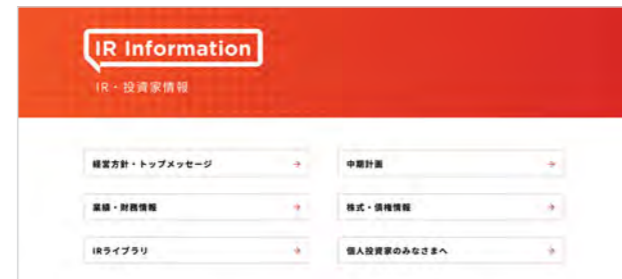 IR Information
IR・投資家情報
経営方針・トップメッセージ
中期計画
業績・財務情報
株式・債権情報
IRライブラリ
個人投資家のみなさまへ